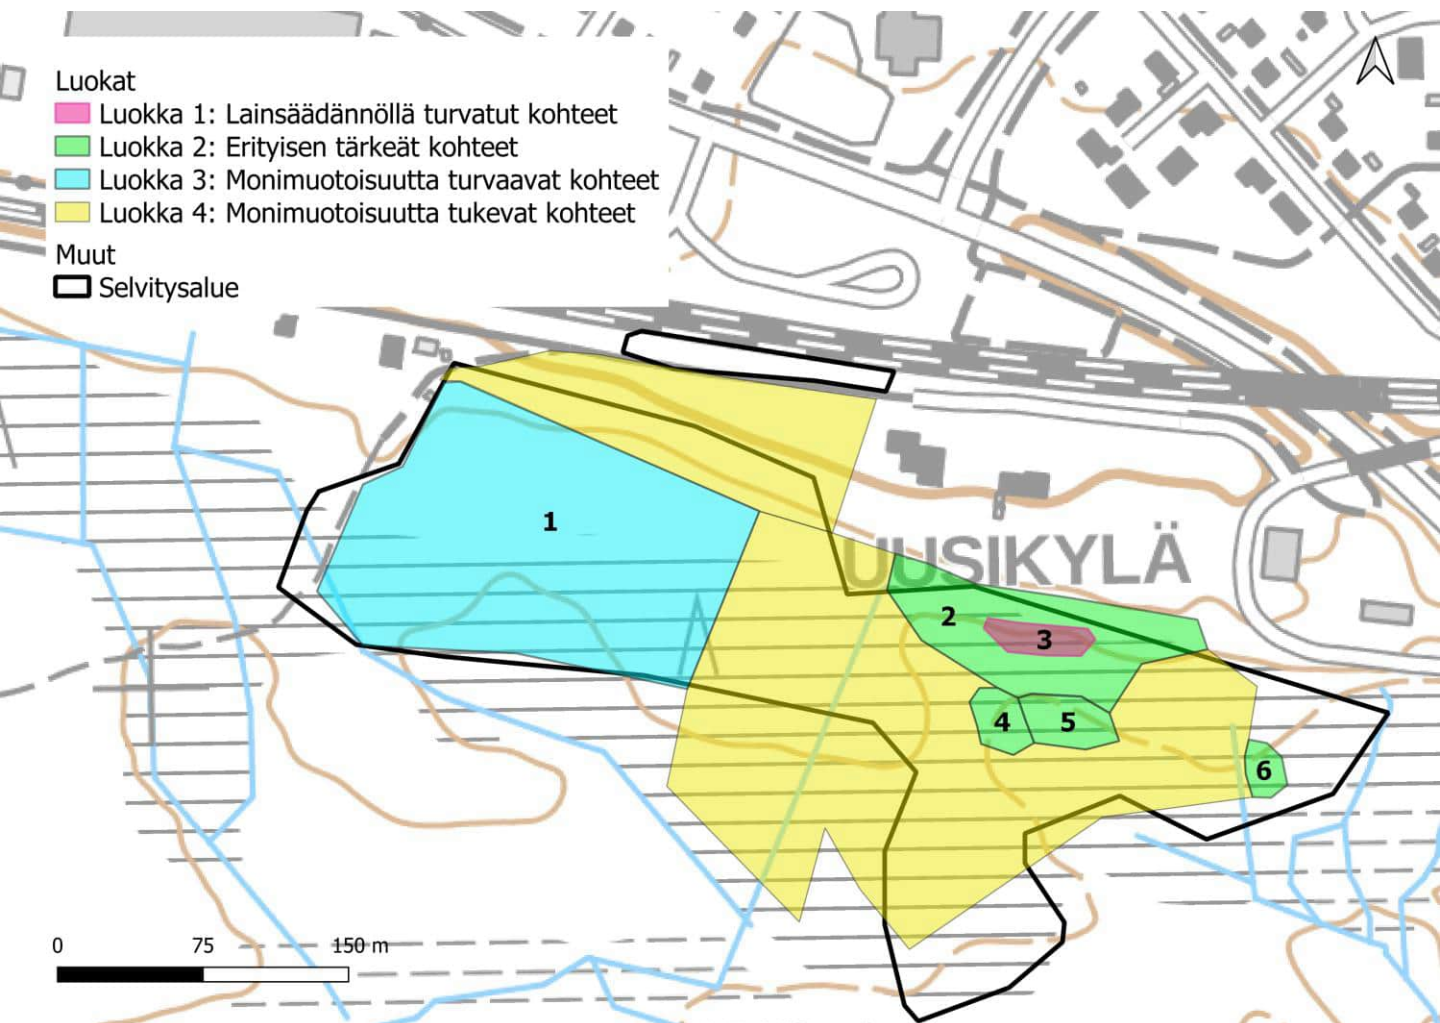 Luokat
Luokka 1: Lainsäädännöllä turvatut kohteet
Luokka 2: Erityisen tärkeät kohteet
Luokka 3: Monimuotoisuutta turvaavat kohteet
Luokka 4: Monimuotoisuutta tukevat kohteet
Muut
Selvitysalue
1
UUSIKYLÄ
2
3
4
5
6
0 75 150 m